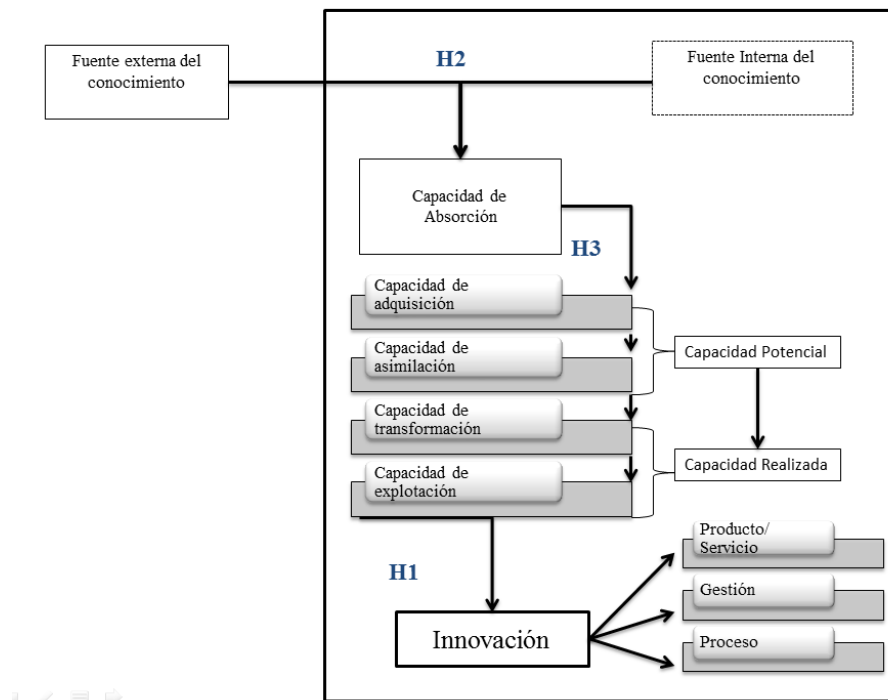 Fuente externa del
conocimiento
H2
Fuente Interna del
conocimiento
Capacidad de
Absorción
H3
Capacidad de
adquisición
Capacidad de
asimilación
Capacidad Potencial
Capacidad de
transformación
Capacidad de
explotación
Capacidad Realizada
H1
Innovación
Producto/
Servicio
Gestión
Proceso